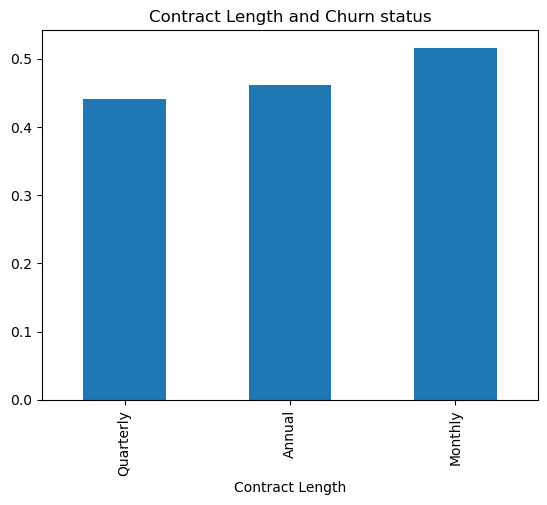 Contract Length and Churn status
0.5
0.4
0.3
0.2
0.1
0.0
Quarterly
Annual
Monthly
Contract Length